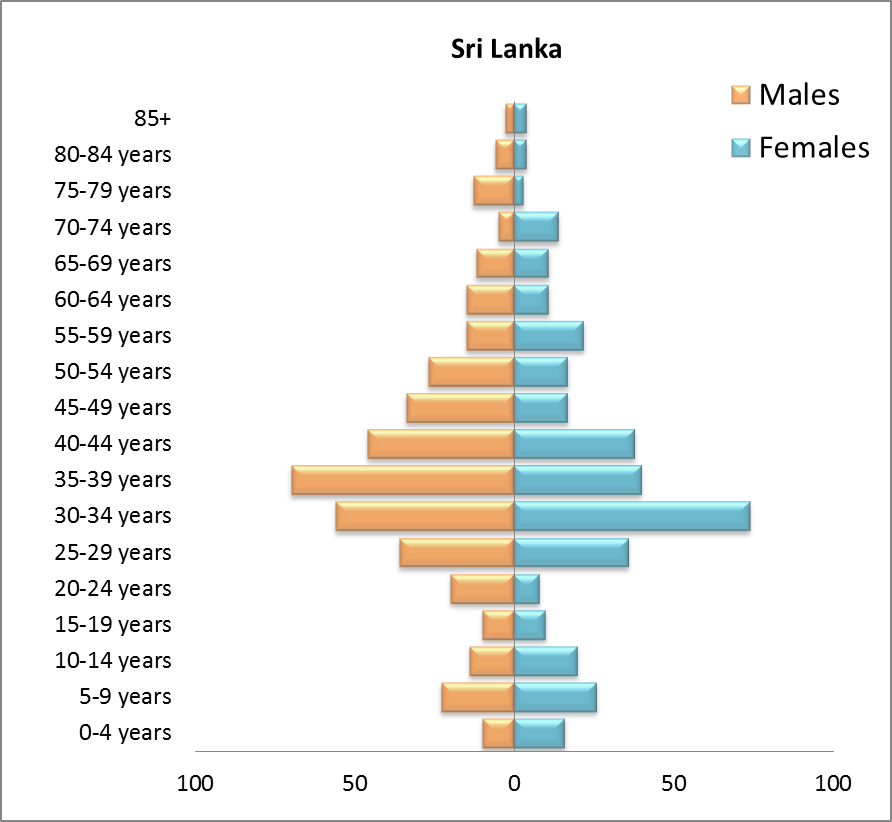 Sri Lanka
Males
Females
85+
80-84 years
75-79 years
70-74 years
65-69 years
60-64 years
55-59 years
50-54 years
45-49 years
40-44 years
35-39 years
30-34 years
25-29 years
20-24 years
15-19 years
10-14 years
5-9 years
0-4 years
100 50 0 50 100